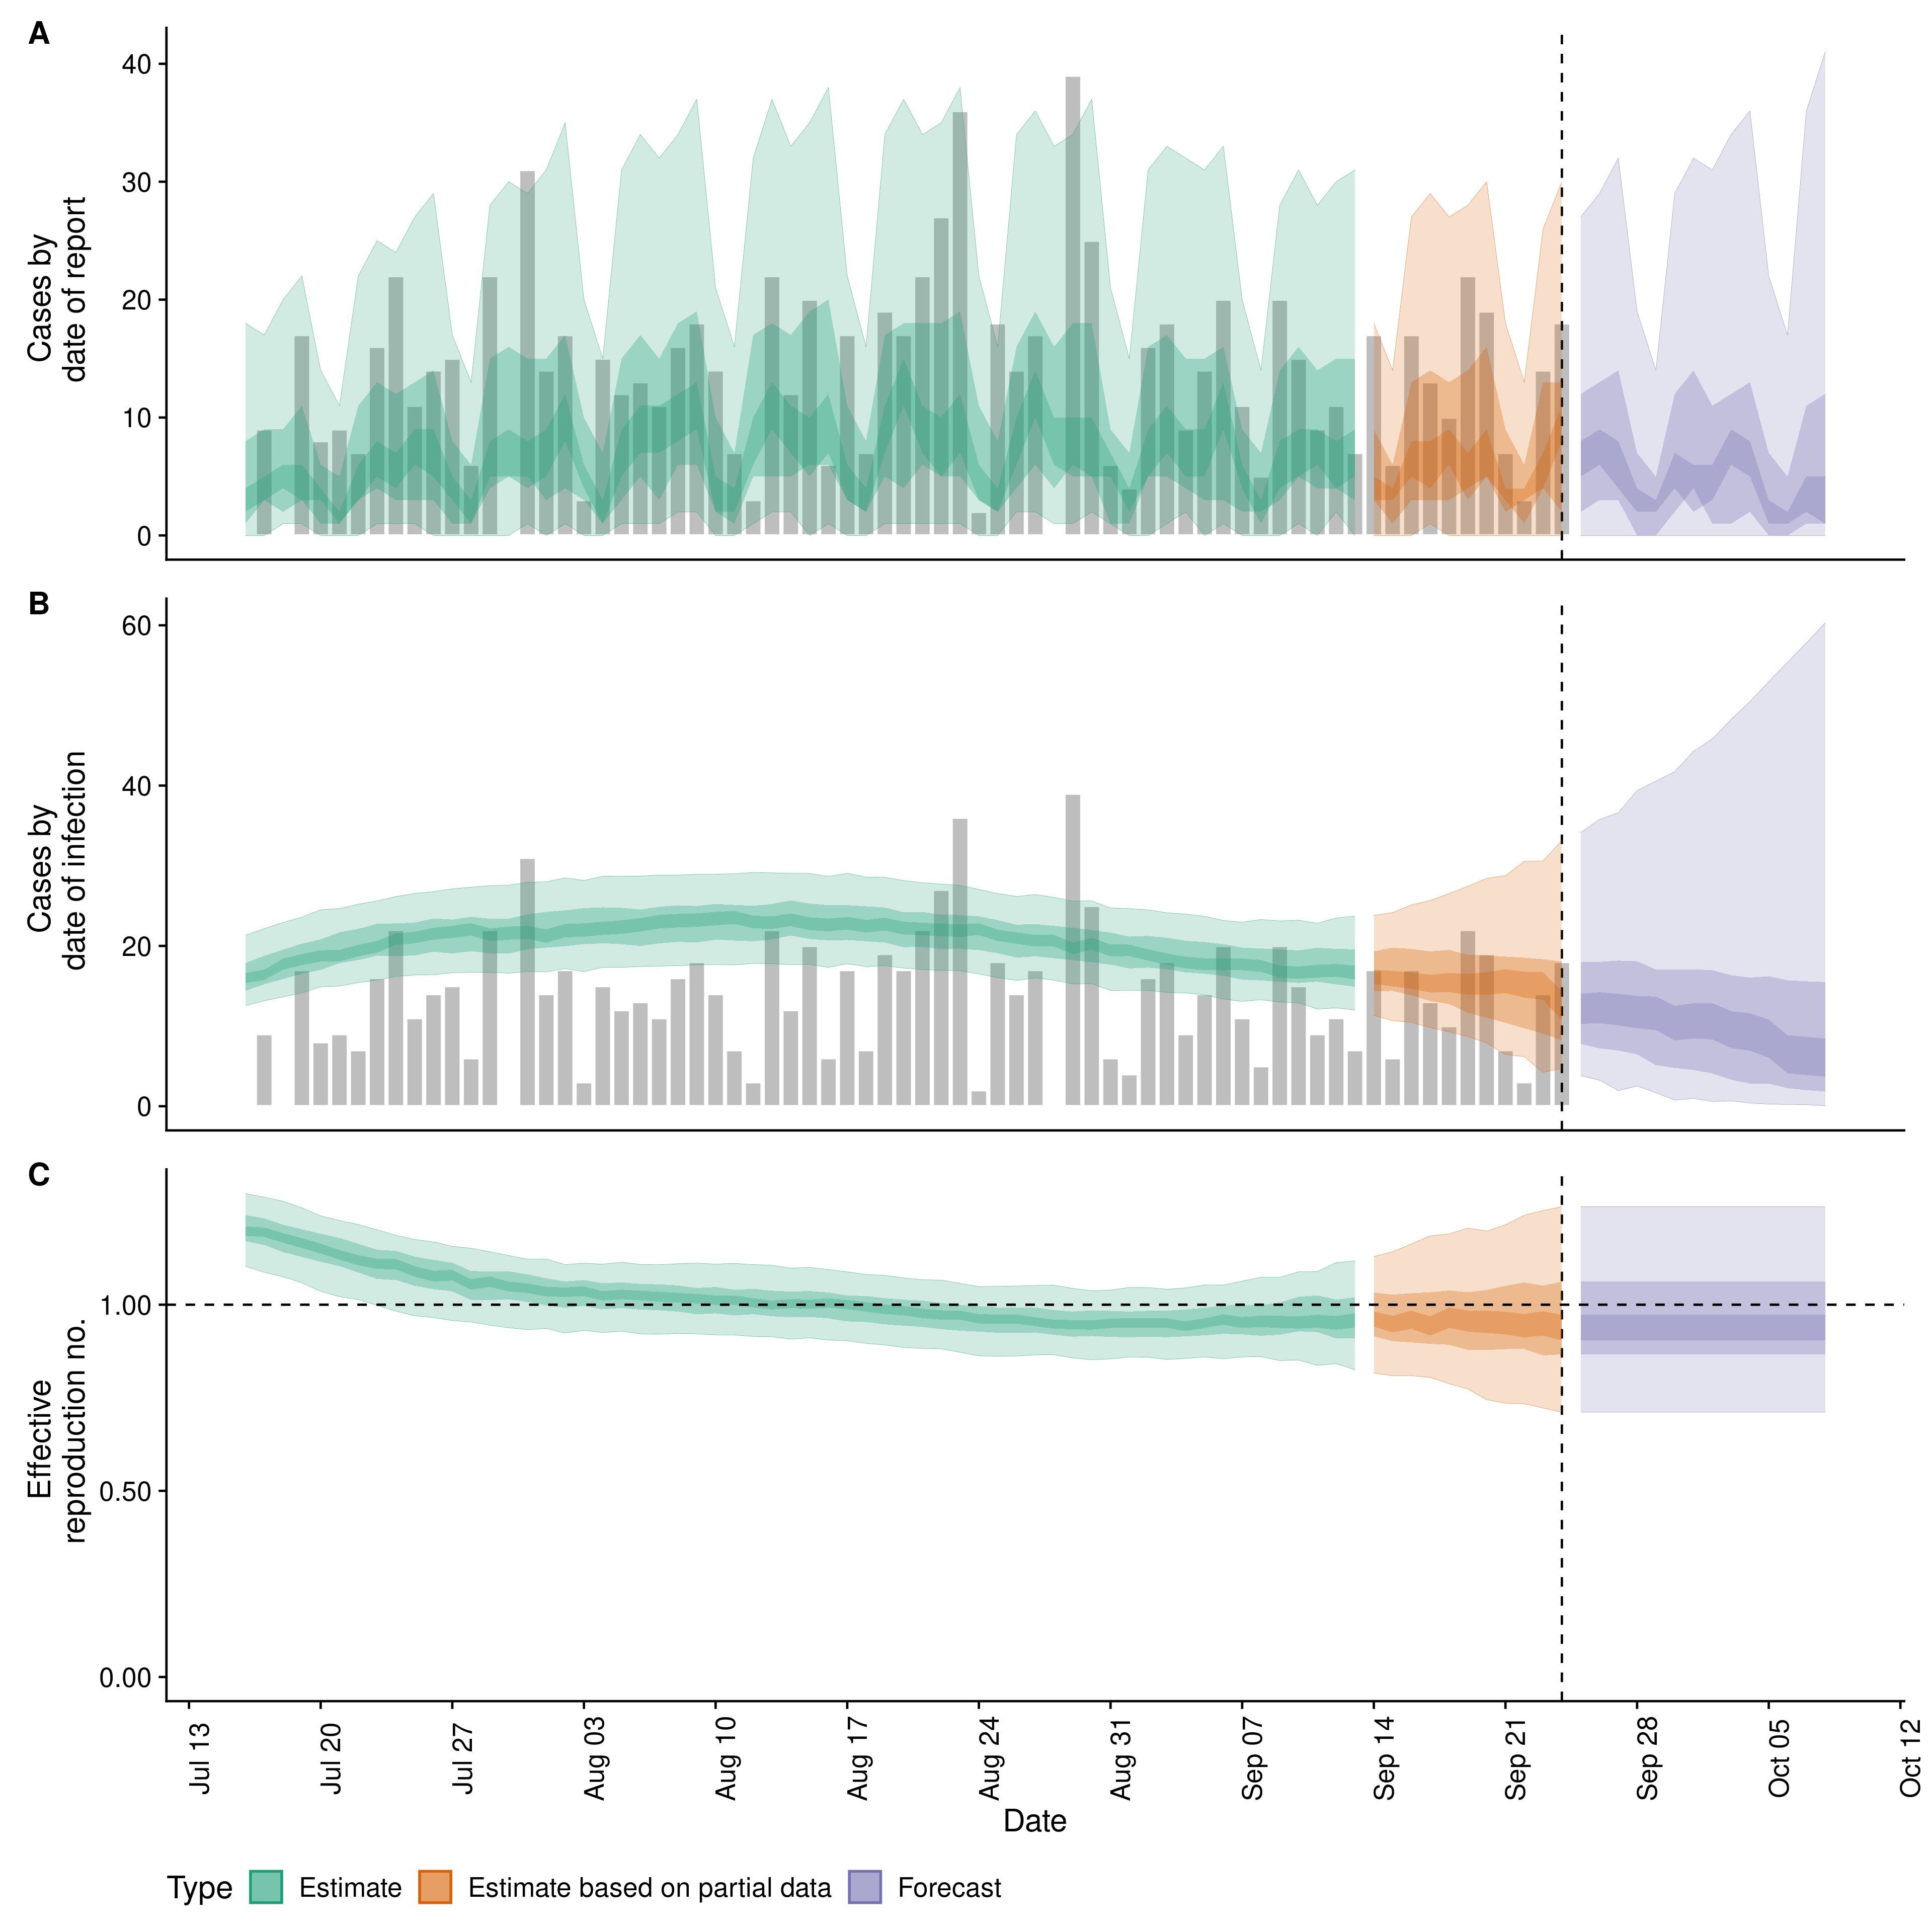 A
Cases by
date of report
40
30
20
10
0
B
Cases by
date of infection
60
40
20
0
C
Effective
reproduction no.
1.00
0.50
0.00
Jul 13
Jul 20
Jul 27
Aug 03
Aug 10
Aug 17
Aug 24
Aug 31
Sep 07
Sep 14
Sep 21
Sep 28
Oct 05
Oct 12
Date
Type Estimate Estimate based on partial data Forecast